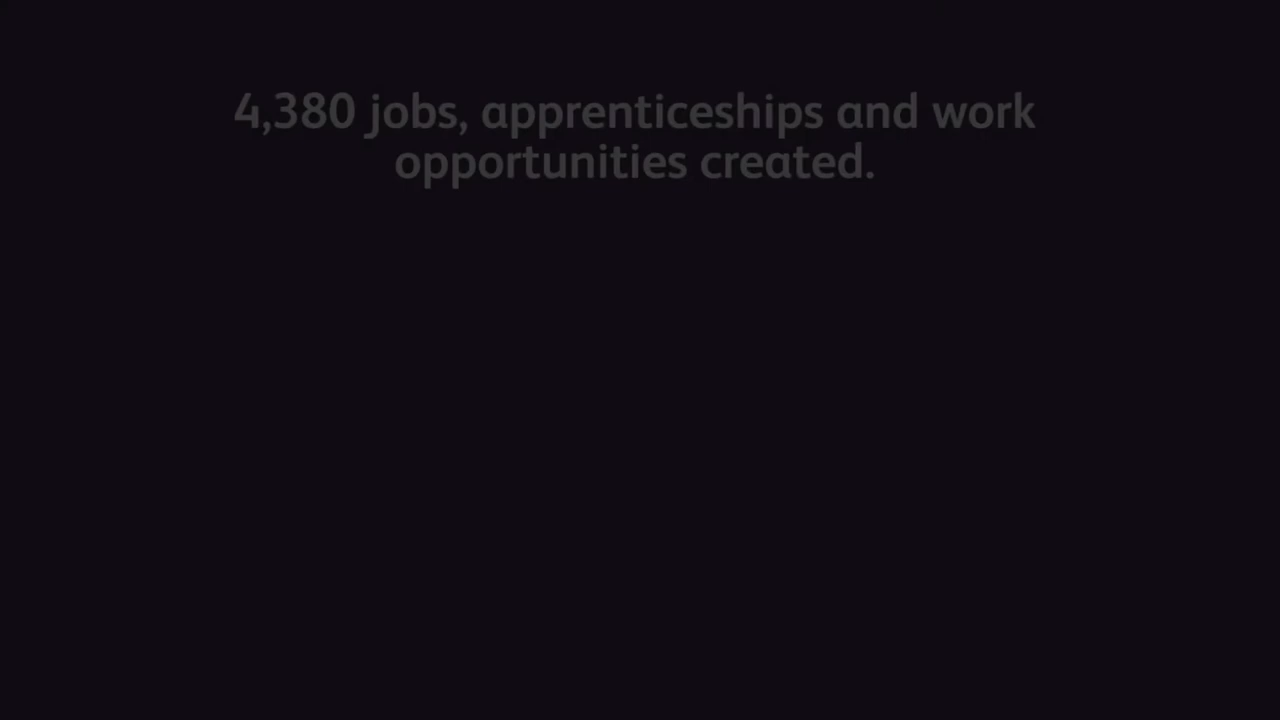 4,380 jobs, apprenticeships and work
opportunities created.